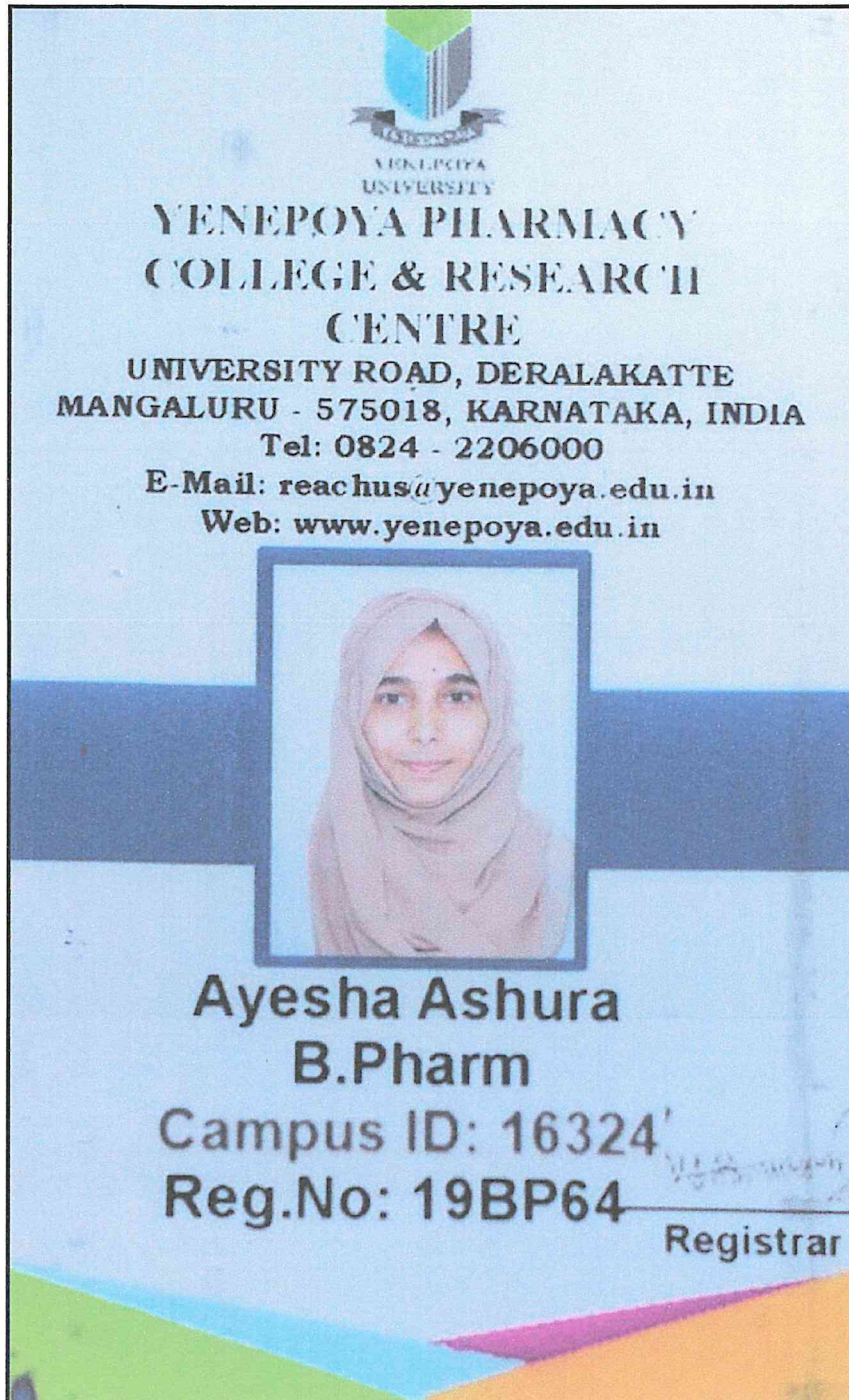 YENEPOYA
UNIVERSITY
YENEPOYA PHARMACY
COLLEGE & RESEARCH
CENTRE
UNIVERSITY ROAD, DERALAKATTE
MANGALURU - 575018, KARNATAKA, INDIA
Tel: 0824 - 2206000
E-Mail: reachus@yenepoya.edu.in
Web: www.yenepoya.edu.in
Ayesha Ashura
B.Pharm
Campus ID: 16324
Reg.No: 19BP64
Registrar